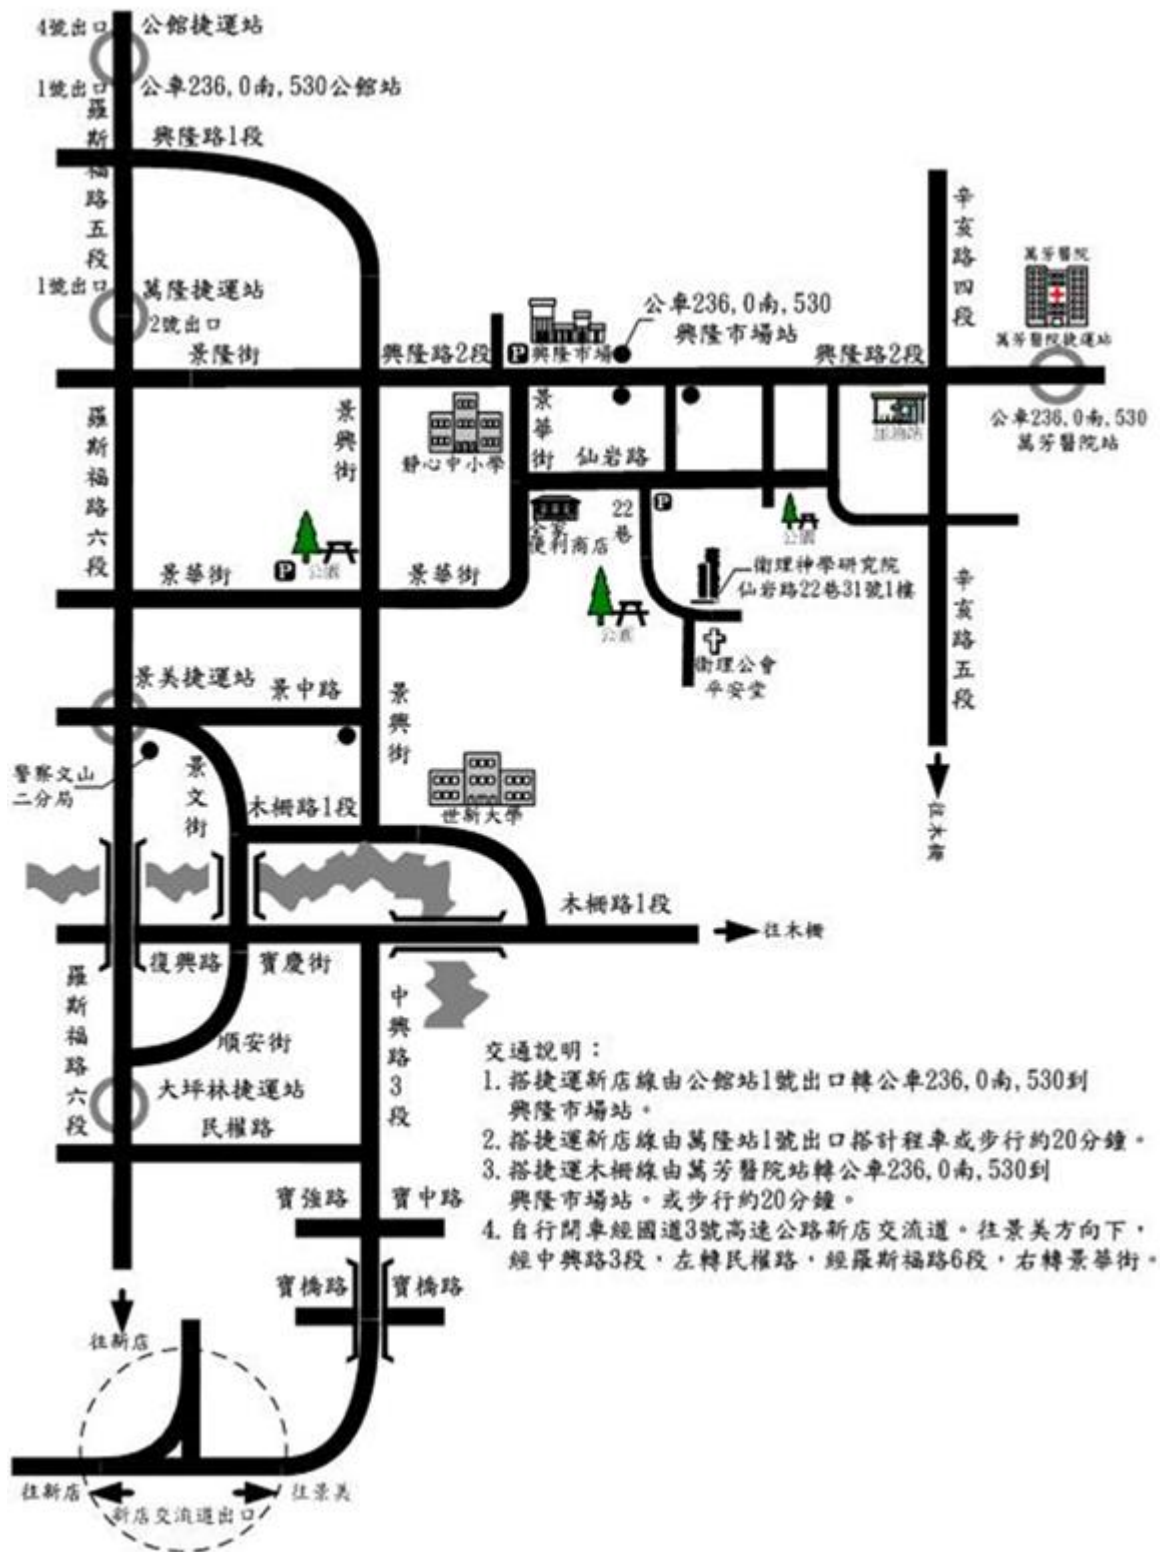 4號出口
公館捷運站
1號出口
公車236,0南,530公館站
羅斯福路五段
興隆路1段
辛亥路四段
萬芳醫院
1號出口
萬隆捷運站
2號出口
公車236,0南,530
興隆市場站
萬芳醫院捷運站
景隆街
興隆路2段
P
興隆市場
興隆路2段
公車236,0南,530
萬芳醫院站
羅斯福路六段
景興街
靜心中小學
景華街
仙岩路
加油站
全家
便利商店
22巷
P
公園
景華街
P
公園
景華街
衛理神學研究院
仙岩路22巷31號1樓
公園
辛亥路五段
衛理公會
平安堂
景美捷運站
景中路
景興街
警察文山
二分局
景文街
木柵路1段
世新大學
往木柵
木柵路1段
往木柵
復興路
寶慶街
羅斯福路六段
順安街
中興路3段
大坪林捷運站
民權路
寶強路
寶中路
寶橋路
寶橋路
往新店
往新店
新店交流道出口
往景美
交通說明：
1.搭捷運新店線由公館站1號出口轉公車236,0南,530到
興隆市場站。
2.搭捷運新店線由萬隆站1號出口搭計程車或步行約20分鐘。
3.搭捷運木柵線由萬芳醫院站轉公車236,0南,530到
興隆市場站。或步行約20分鐘。
4.自行開車經國道3號高速公路新店交流道。往景美方向下，
經中興路3段，左轉民權路，經羅斯福路6段，右轉景華街。